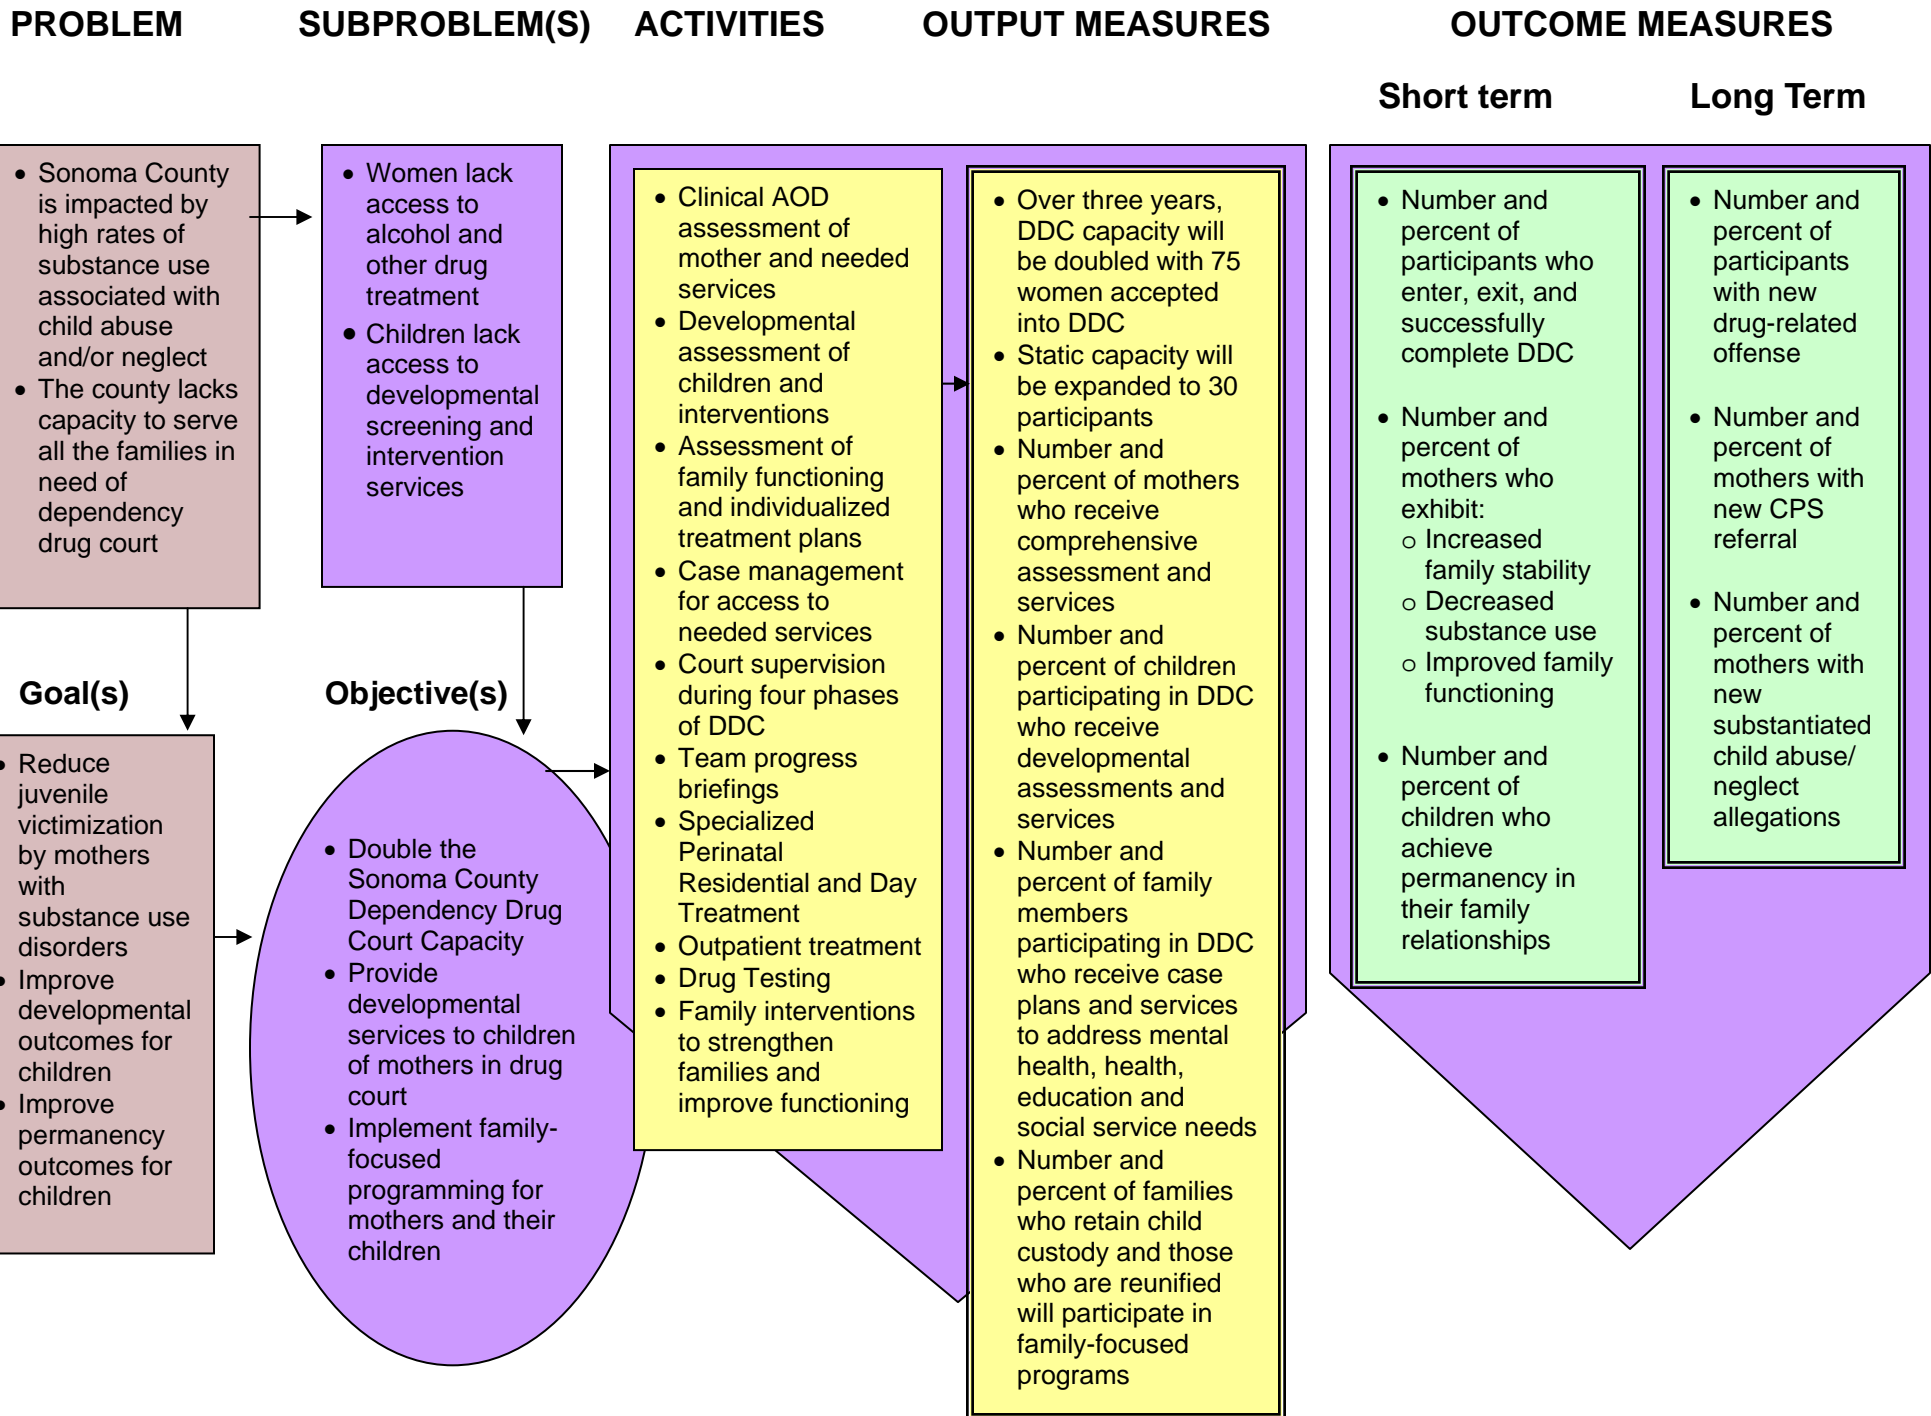 PROBLEM
SUBPROBLEM(S)
ACTIVITIES
OUTPUT MEASURES
OUTCOME MEASURES
Short term
Long Term
• Sonoma County
is impacted by
high rates of
substance use
associated with
child abuse
and/or neglect
• The county lacks
capacity to serve
all the families in
need of
dependency
drug court
Goal(s)
• Reduce
juvenile
victimization
by mothers
with
substance use
disorders
• Improve
developmental
outcomes for
children
• Improve
permanency
outcomes for
children
• Women lack
access to
alcohol and
other drug
treatment
• Children lack
access to
developmental
screening and
intervention
services
Objective(s)
• Double the
Sonoma County
Dependency Drug
Court Capacity
• Provide
developmental
services to children
of mothers in drug
court
• Implement family-
focused
programming for
mothers and their
children
• Clinical AOD
assessment of
mother and needed
services
• Developmental
assessment of
children and
interventions
• Assessment of
family functioning
and individualized
treatment plans
• Case management
for access to
needed services
• Court supervision
during four phases
of DDC
• Team progress
briefings
• Specialized
Perinatal
Residential and Day
Treatment
• Outpatient treatment
• Drug Testing
• Family interventions
to strengthen
families and
improve functioning
• Over three years,
DDC capacity will
be doubled with 75
women accepted
into DDC
• Static capacity will
be expanded to 30
participants
• Number and
percent of mothers
who receive
comprehensive
assessment and
services
• Number and
percent of children
participating in DDC
who receive
developmental
assessments and
services
• Number and
percent of family
members
participating in DDC
who receive case
plans and services
to address mental
health, health,
education and
social service needs
• Number and
percent of families
who retain child
custody and those
who are reunified
will participate in
family-focused
programs
• Number and
percent of
participants who
enter, exit, and
successfully
complete DDC
• Number and
percent of
mothers who
exhibit:
o Increased
family stability
o Decreased
substance use
o Improved family
functioning
• Number and
percent of
children who
achieve
permanency in
their family
relationships
• Number and
percent of
participants
with new
drug-related
offense
• Number and
percent of
mothers with
new CPS
referral
• Number and
percent of
mothers with
new
substantiated
child abuse/
neglect
allegations